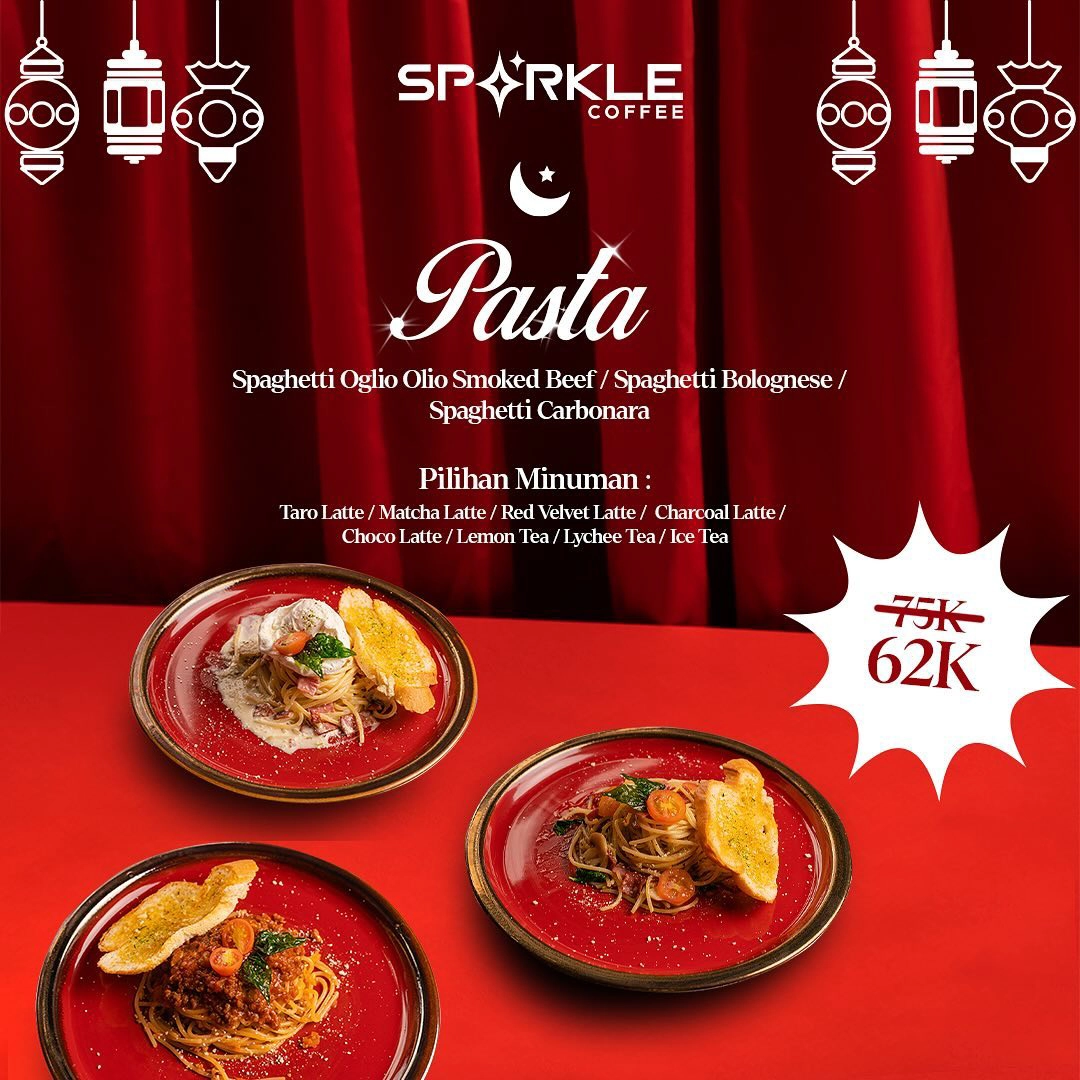 SPARKLE
COFFEE
Pasta
Spaghetti Oglio Olio Smoked Beef / Spaghetti Bolognese /
Spaghetti Carbonara
Pilihan Minuman :
Taro Latte / Matcha Latte / Red Velvet Latte / Charcoal Latte /
Choco Latte / Lemon Tea / Lychee Tea / Ice Tea
75K
62K